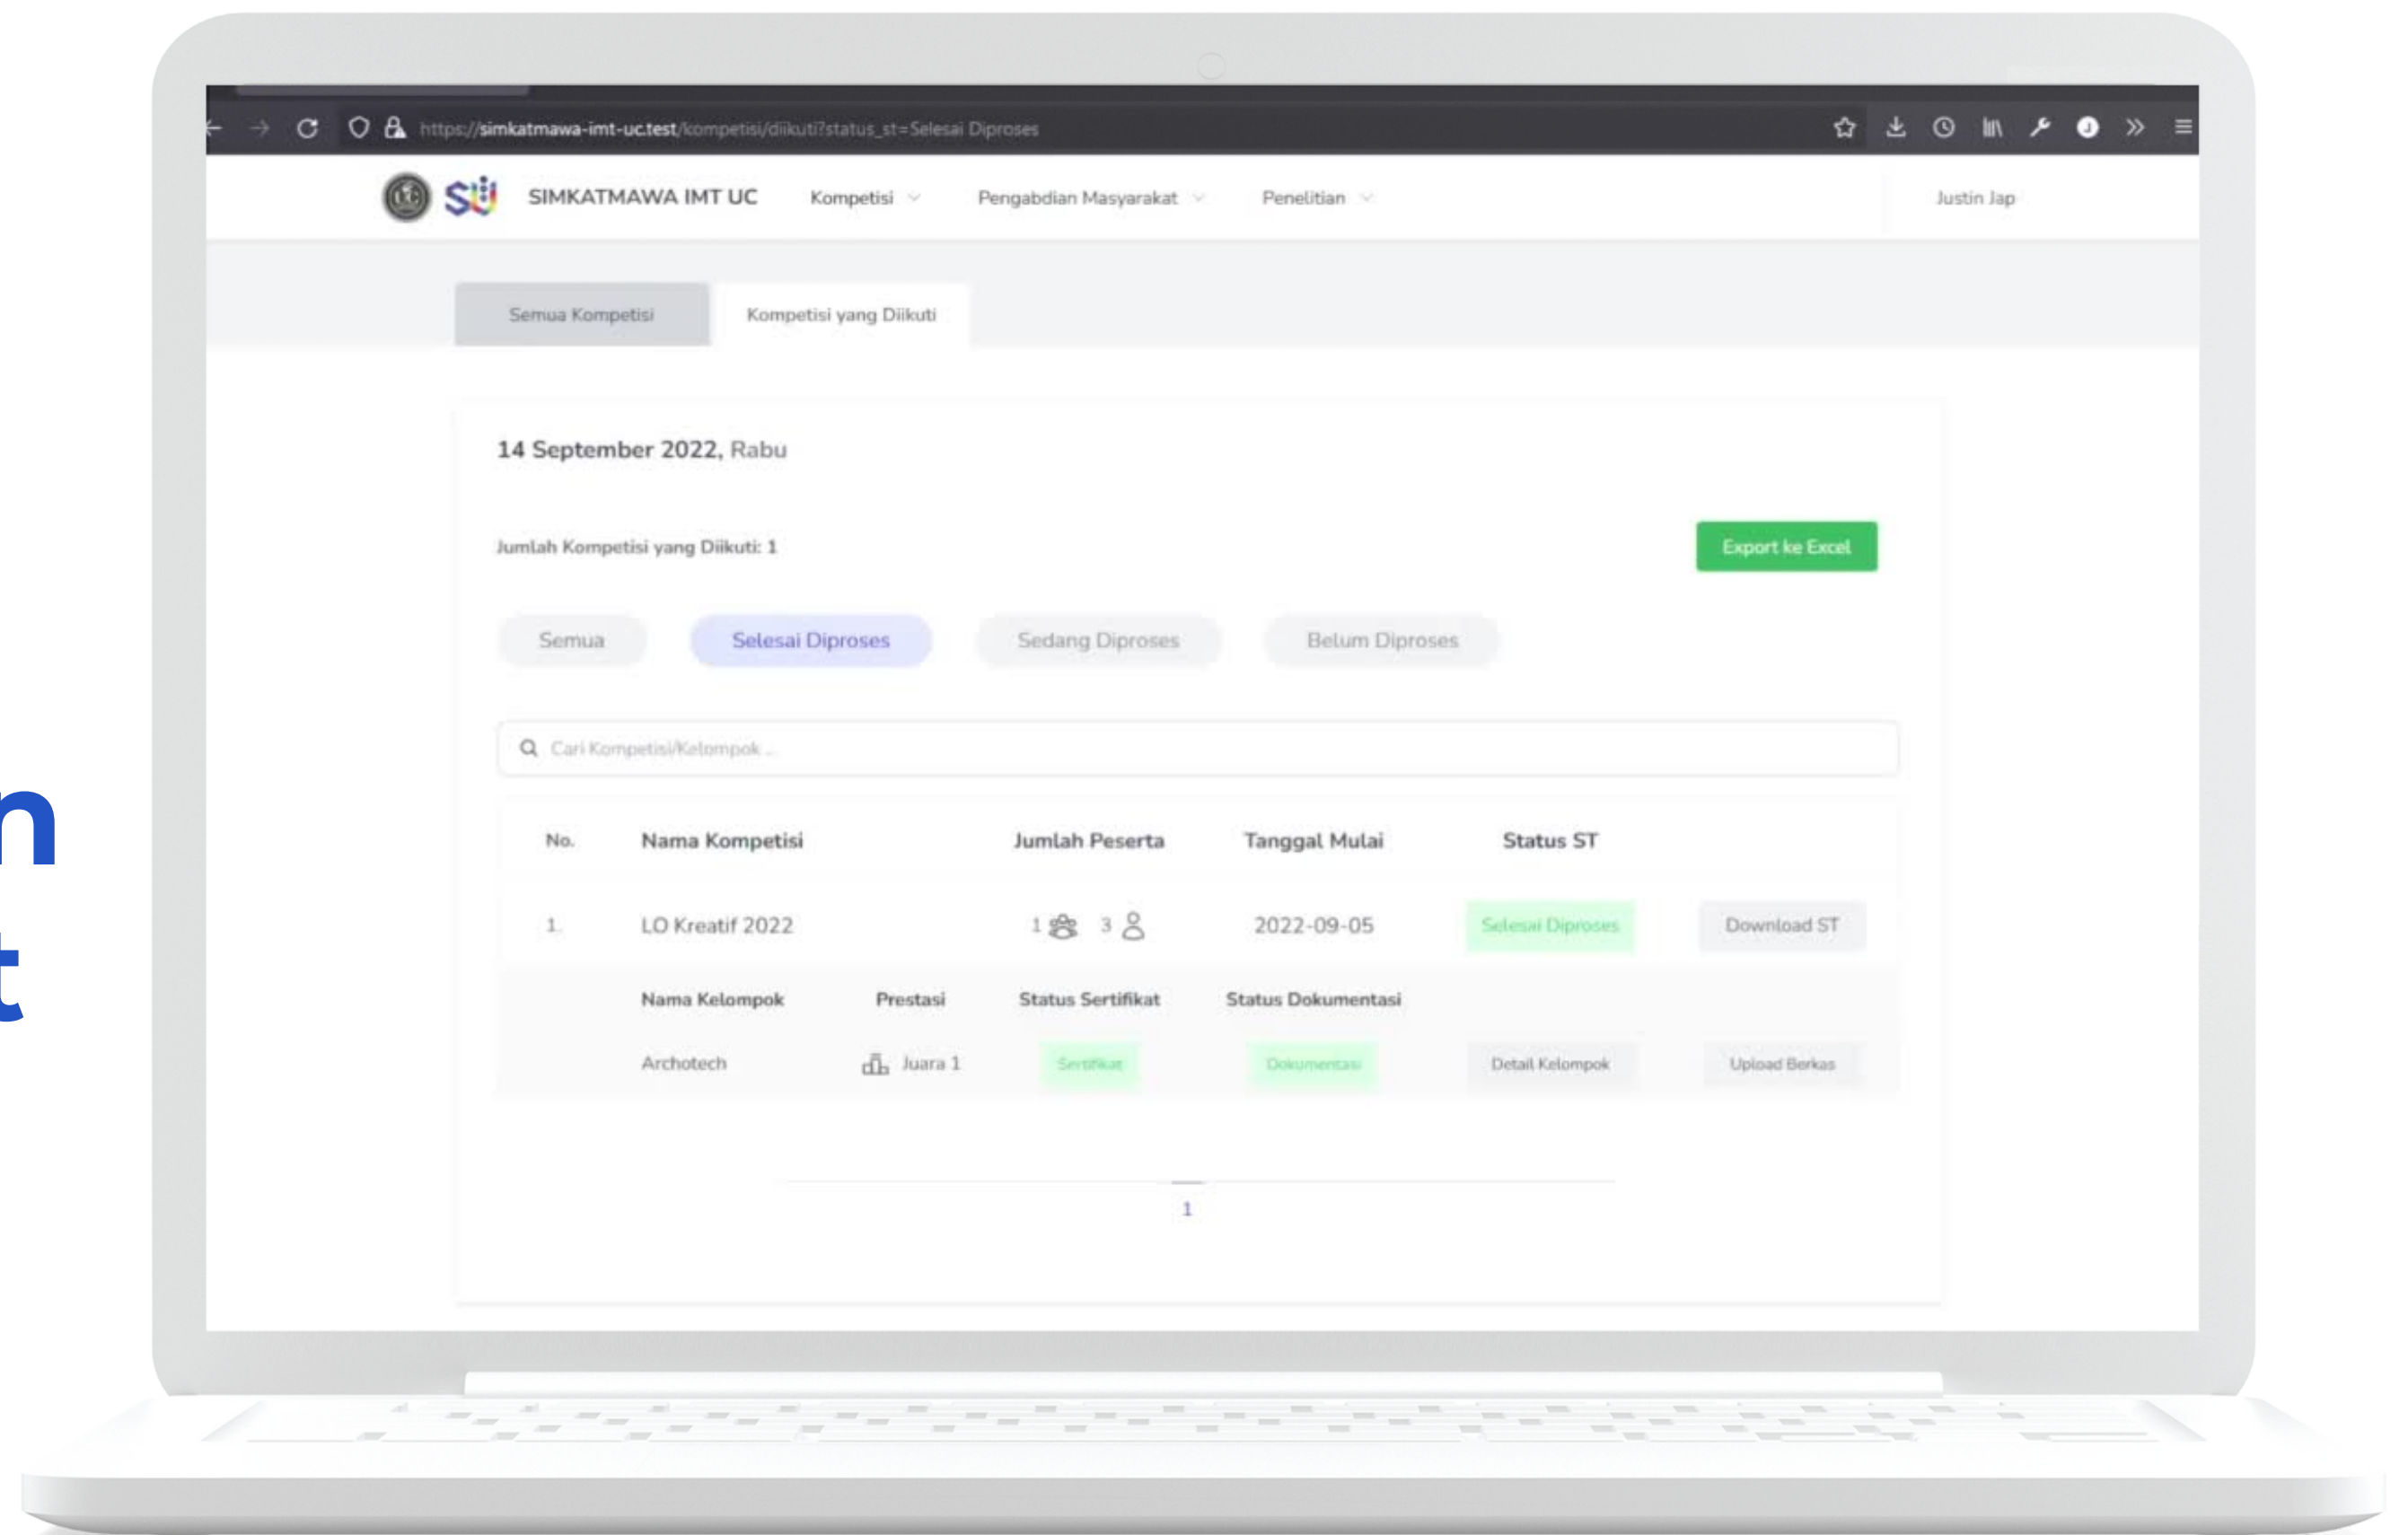 https://simkatmawa-imt-uc.test/kompetisi/diikuti?status_st=Selesai Diproses
SU SIMKATMAWA IMT UC Kompetisi Pengabdian Masyarakat Penelitian Justin Jap
Semua Kompetisi Kompetisi yang Diikuti
14 September 2022, Rabu
Jumlah Kompetisi yang Diikuti: 1 Export ke Excel
Semua Selesai Diproses Sedang Diproses Belum Diproses
Cari Kompetisi/Kelompok ...
No. Nama Kompetisi Jumlah Peserta Tanggal Mulai Status ST
1. LO Kreatif 2022 1 3 2022-09-05 Selesai Diproses Download ST
Nama Kelompok Prestasi Status Sertifikat Status Dokumentasi
Archotech Juara 1 Sertifikat Dokumentasi Detail Kelompok Upload Berkas
1
n
t